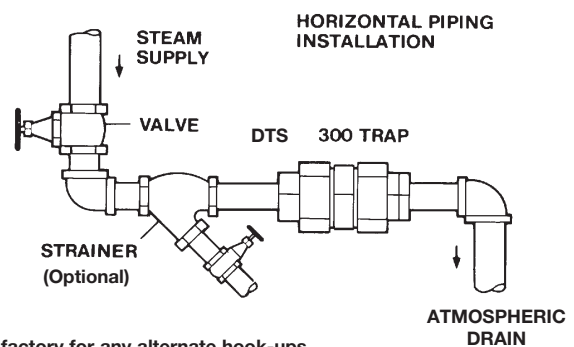 HORIZONTAL PIPING
INSTALLATION
STEAM
SUPPLY
VALVE
DTS 300 TRAP
STRAINER
(Optional)
ATMOSPHERIC
DRAIN
factory for any alternate hook-ups